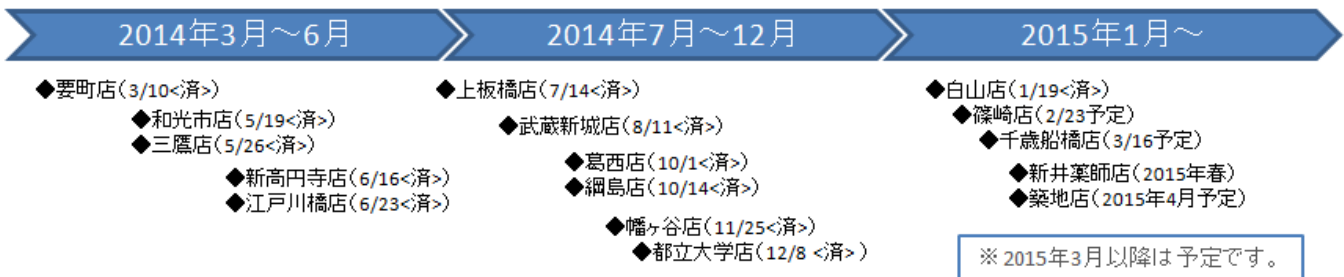 2014年3月～6月
2014年7月～12月
2015年1月～
◆要町店(3/10<済>)
◆和光市店(5/19<済>)
◆三鷹店(5/26<済>)
◆新高円寺店(6/16<済>)
◆江戸川橋店(6/23<済>)
◆上板橋店(7/14<済>)
◆武蔵新城店(8/11<済>)
◆葛西店(10/1<済>)
◆綱島店(10/14<済>)
◆幡ヶ谷店(11/25<済>)
◆都立大学店(12/8 <済> )
◆白山店(1/19<済>)
◆篠崎店(2/23予定)
◆千歳船橋店(3/16予定)
◆新井薬師店(2015年春)
◆築地店(2015年4月予定)
※2015年3月以降は予定です。